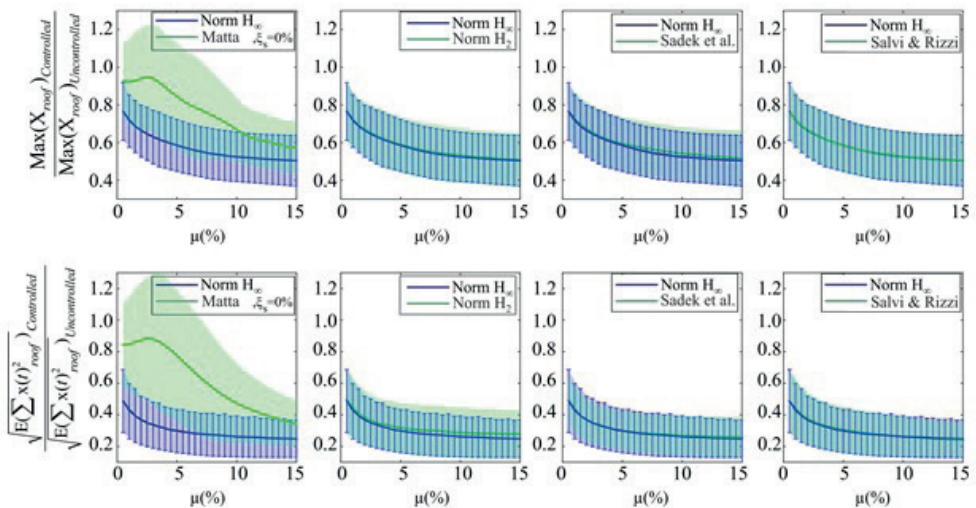 Max(X_roof)_Controlled
Max(X_roof)_Uncontrolled
1.2
1.0
0.8
0.6
0.4
0 5 10 15
μ(%)
Norm H∞
Matta ξs=0%
1.2
1.0
0.8
0.6
0.4
0 5 10 15
μ(%)
Norm H∞
Norm H2
1.2
1.0
0.8
0.6
0.4
0 5 10 15
μ(%)
Norm H∞
Sadek et al.
1.2
1.0
0.8
0.6
0.4
0 5 10 15
μ(%)
Norm H∞
Salvi & Rizzi
√E(∑x(t)²_roof)_Controlled
√E(∑x(t)²_roof)_Uncontrolled
1.2
1.0
0.8
0.6
0.4
0.2
0 5 10 15
μ(%)
Norm H∞
Matta ξs=0%
1.2
1.0
0.8
0.6
0.4
0.2
0 5 10 15
μ(%)
Norm H∞
Norm H2
1.2
1.0
0.8
0.6
0.4
0.2
0 5 10 15
μ(%)
Norm H∞
Sadek et al.
1.2
1.0
0.8
0.6
0.4
0.2
0 5 10 15
μ(%)
Norm H∞
Salvi & Rizzi